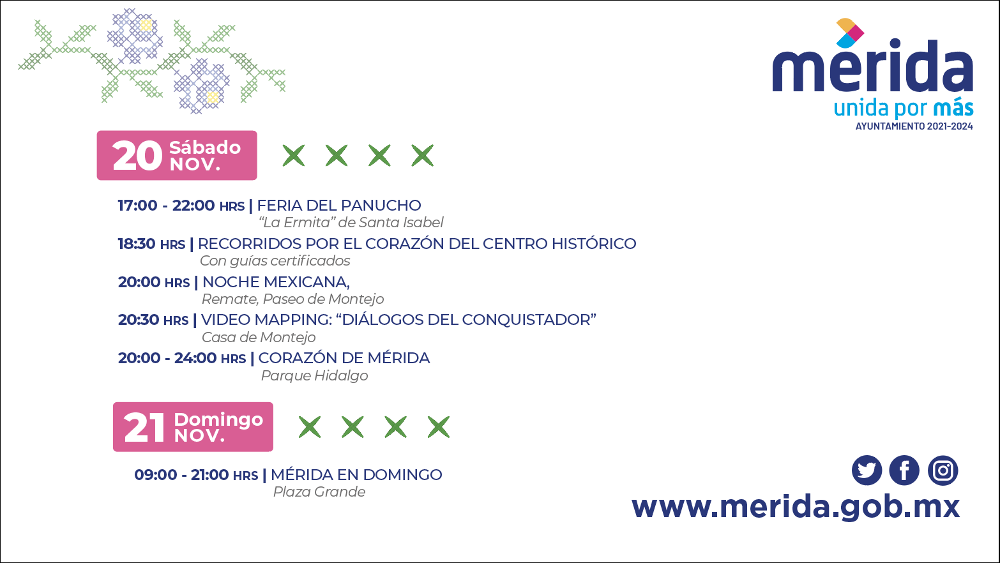 mérida
unida por más
AYUNTAMIENTO 2021-2024
20 Sábado
NOV.
17:00 - 22:00 HRS | FERIA DEL PANUCHO
“La Ermita” de Santa Isabel
18:30 HRS | RECORRIDOS POR EL CORAZÓN DEL CENTRO HISTÓRICO
Con guías certificados
20:00 HRS | NOCHE MEXICANA,
Remate, Paseo de Montejo
20:30 HRS | VIDEO MAPPING: “DIÁLOGOS DEL CONQUISTADOR”
Casa de Montejo
20:00 - 24:00 HRS | CORAZÓN DE MÉRIDA
Parque Hidalgo
21 Domingo
NOV.
09:00 - 21:00 HRS | MÉRIDA EN DOMINGO
Plaza Grande
www.merida.gob.mx